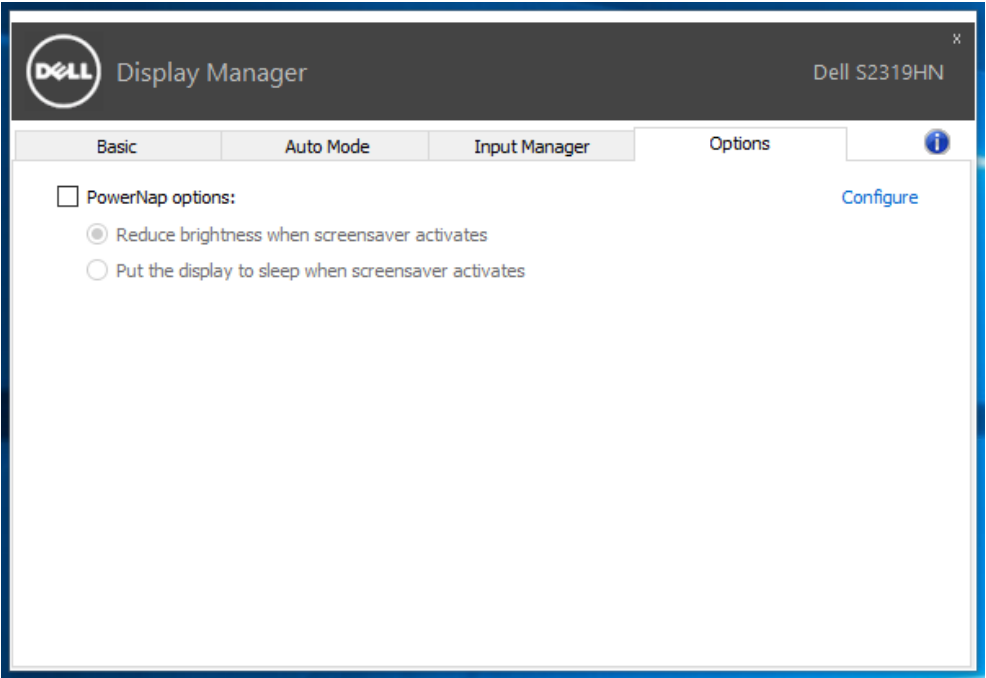 x
DELL Display Manager Dell S2319HN
Basic Auto Mode Input Manager Options i
PowerNap options: Configure
Reduce brightness when screensaver activates
Put the display to sleep when screensaver activates